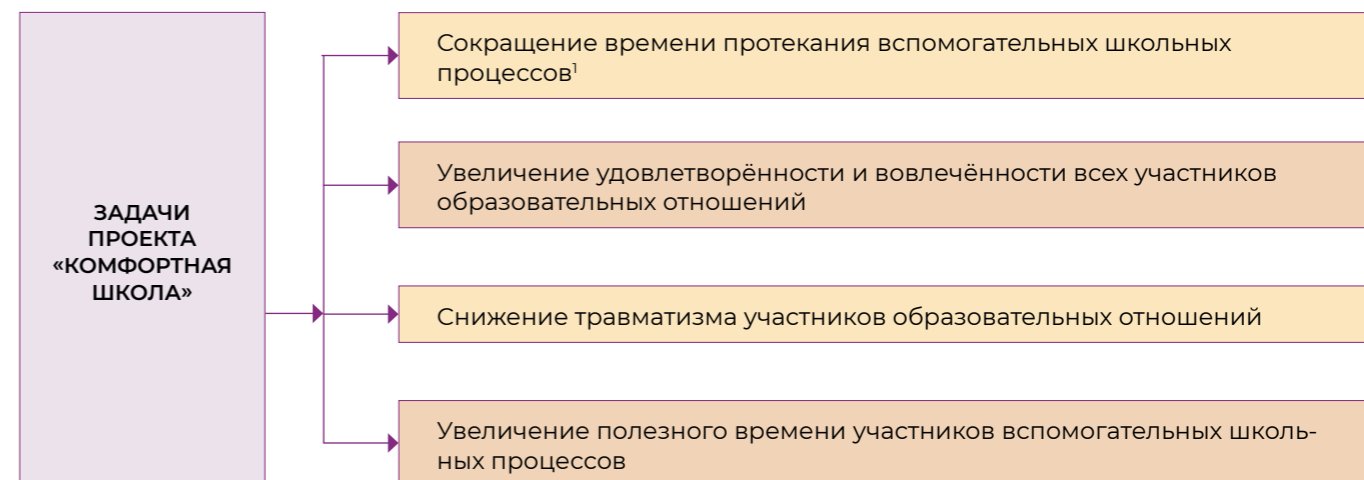 ЗАДАЧИ
ПРОЕКТА
«КОМФОРТНАЯ
ШКОЛА»
Сокращение времени протекания вспомогательных школьных
процессов¹
Увеличение удовлетворённости и вовлечённости всех участников
образовательных отношений
Снижение травматизма участников образовательных отношений
Увеличение полезного времени участников вспомогательных школь-
ных процессов